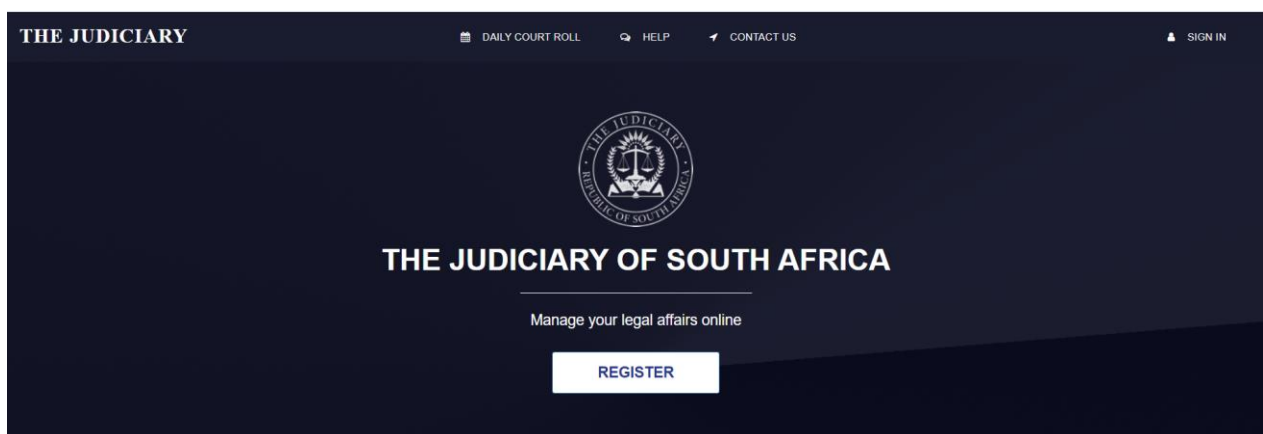 THE JUDICIARY
DAILY COURT ROLL
HELP
CONTACT US
SIGN IN
THE JUDICIARY
REPUBLIC OF SOUTH AFRICA
THE JUDICIARY OF SOUTH AFRICA
Manage your legal affairs online
REGISTER